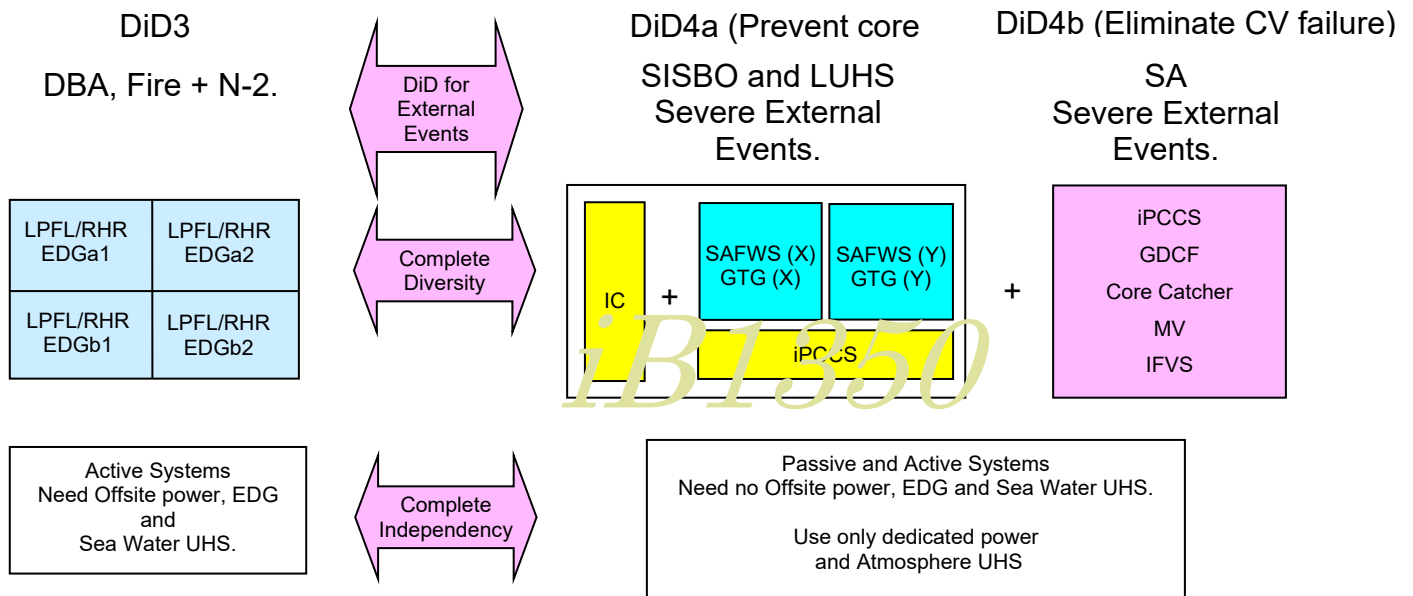 DiD3
DBA, Fire + N-2.
DiD for
External
Events
DiD4a (Prevent core
SISBO and LUHS
Severe External
Events.
DiD4b (Eliminate CV failure)
SA
Severe External
Events.
LPFL/RHR
EDGa1
LPFL/RHR
EDGa2
LPFL/RHR
EDGb1
LPFL/RHR
EDGb2
Complete
Diversity
IC
+
SAFWS (X)
GTG (X)
SAFWS (Y)
GTG (Y)
iPCCS
iB1350
+
iPCCS
GDCF
Core Catcher
MV
IFVS
Active Systems
Need Offsite power, EDG
and
Sea Water UHS.
Complete
Independency
Passive and Active Systems
Need no Offsite power, EDG and Sea Water UHS.
Use only dedicated power
and Atmosphere UHS